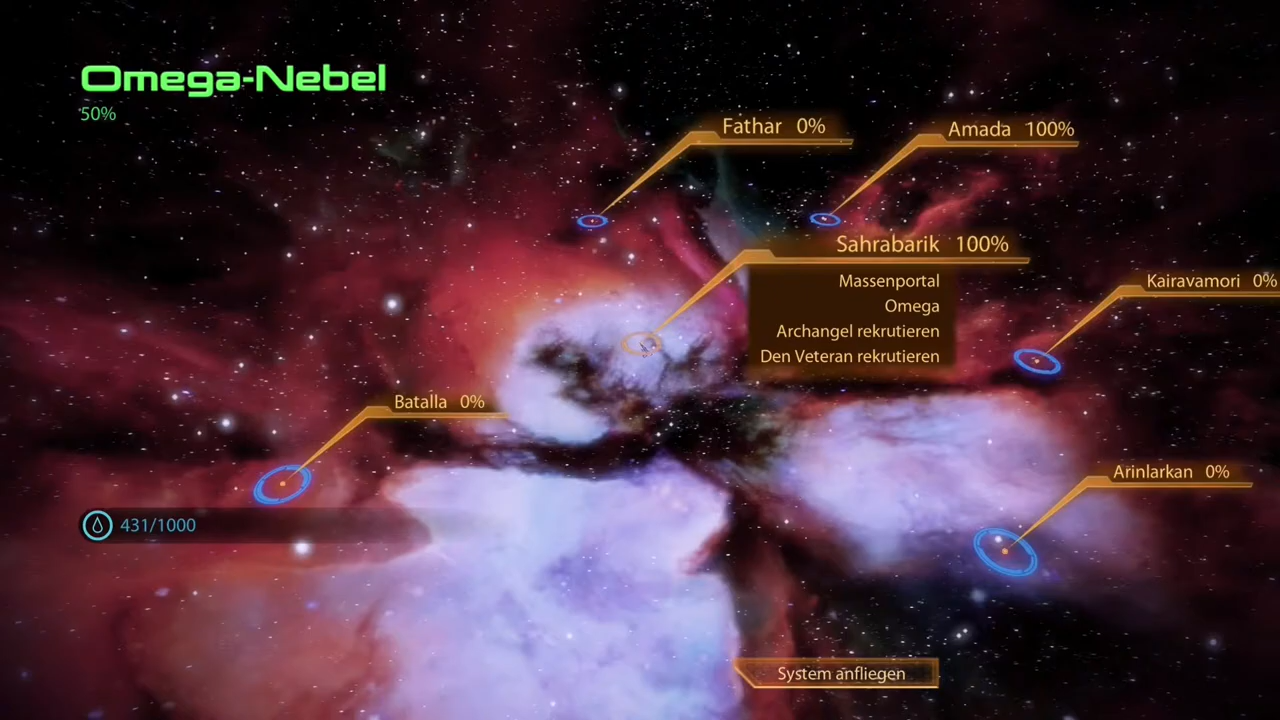 Omega-Nebel
50%
Fathar 0%
Amada 100%
Sahrabarik 100%
Massenportal
Omega
Archangel rekrutieren
Den Veteran rekrutieren
Kairavamori 0%
Batalla 0%
Arinlarkan 0%
431/1000
System anfliegen